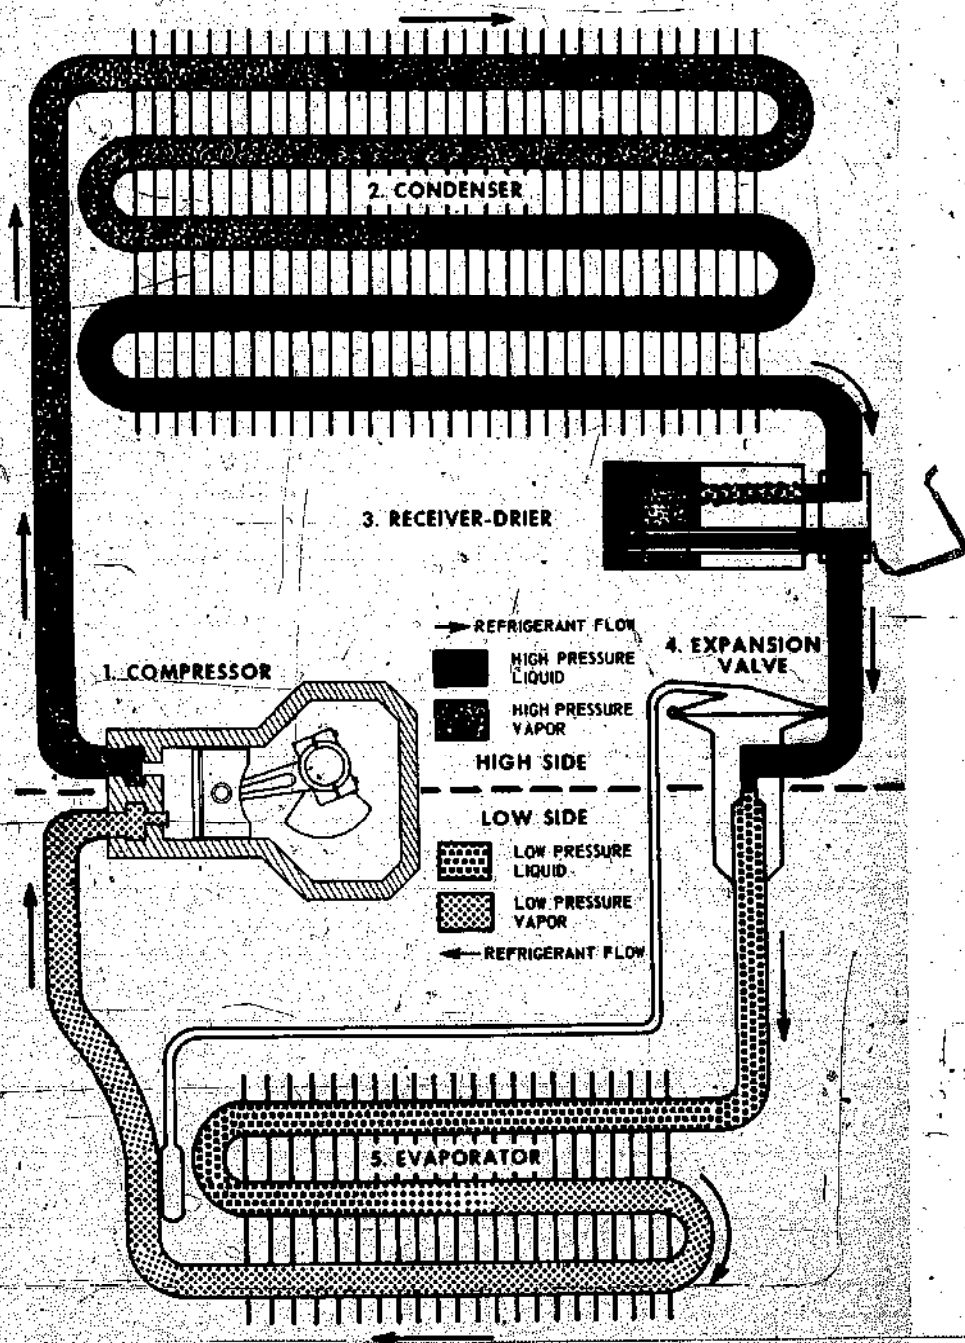 2. CONDENSER
3. RECEIVER-DRIER
REFRIGERANT FLOW
HIGH PRESSURE
LIQUID
4. EXPANSION
VALVE
1. COMPRESSOR
HIGH PRESSURE
VAPOR
HIGH SIDE
LOW SIDE
LOW PRESSURE
LIQUID
LOW PRESSURE
VAPOR
REFRIGERANT FLOW
5. EVAPORATOR